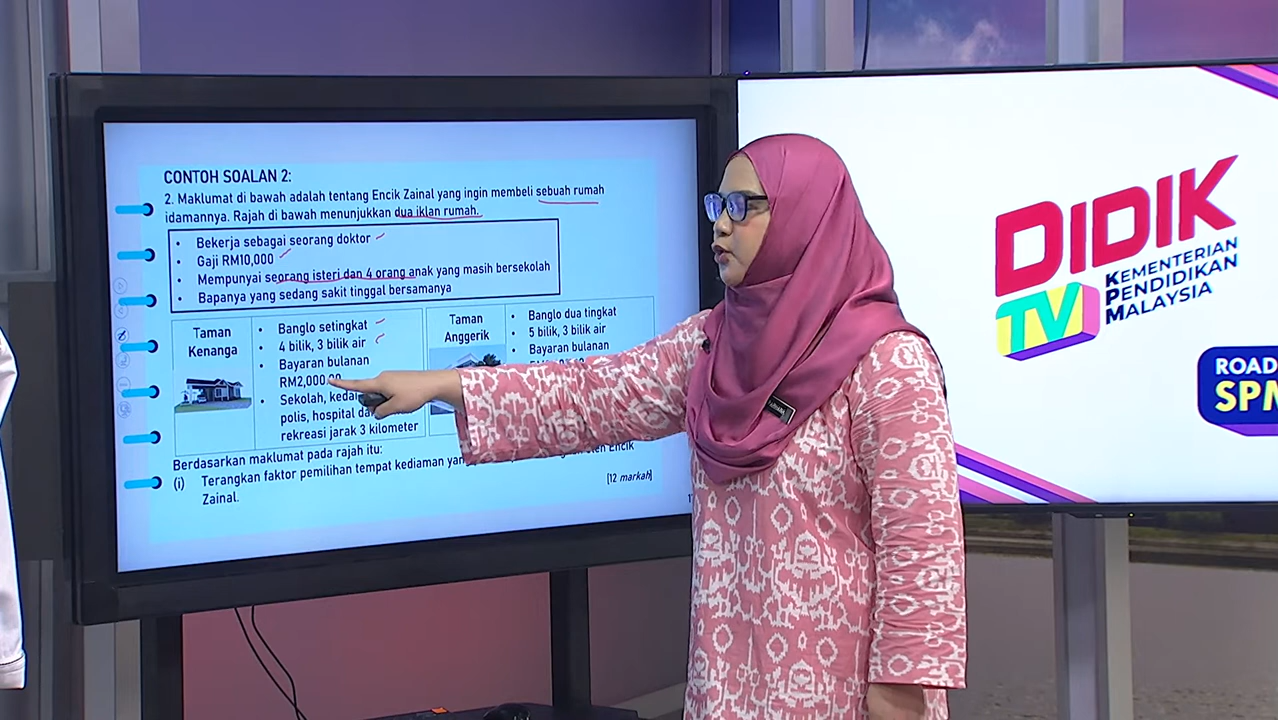 CONTOH SOALAN 2:
2. Maklumat di bawah adalah tentang Encik Zainal yang ingin membeli sebuah rumah
idamannya. Rajah di bawah menunjukkan dua iklan rumah.
• Bekerja sebagai seorang doktor
• Gaji RM10,000
• Mempunyai seorang isteri dan 4 orang anak yang masih bersekolah
• Bapanya yang sedang sakit tinggal bersamanya
Taman
Kenanga
• Banglo setingkat
• 4 bilik, 3 bilik air
• Bayaran bulanan
RM2,000.00
• Sekolah,
polis, hospital
rekreasi jarak 3 kilometer
Taman
Anggerik
• Banglo dua tingkat
• 5 bilik, 3 bilik air
• Bayaran bulanan
Berdasarkan maklumat pada rajah itu:
(i) Terangkan faktor pemilihan tempat kediaman oleh Encik
Zainal.
[12 markah]
DIDIK
TV
KEMENTERIAN
PENDIDIKAN
MALAYSIA
ROAD
SPM